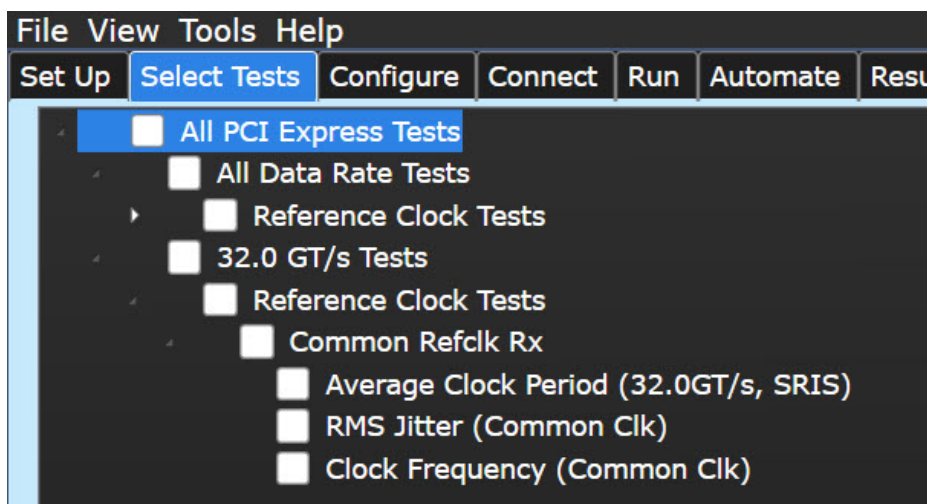 File View Tools Help
Set Up Select Tests Configure Connect Run Automate
All PCI Express Tests
All Data Rate Tests
Reference Clock Tests
32.0 GT/s Tests
Reference Clock Tests
Common Refclk Rx
Average Clock Period (32.0GT/s, SRIS)
RMS Jitter (Common Clk)
Clock Frequency (Common Clk)